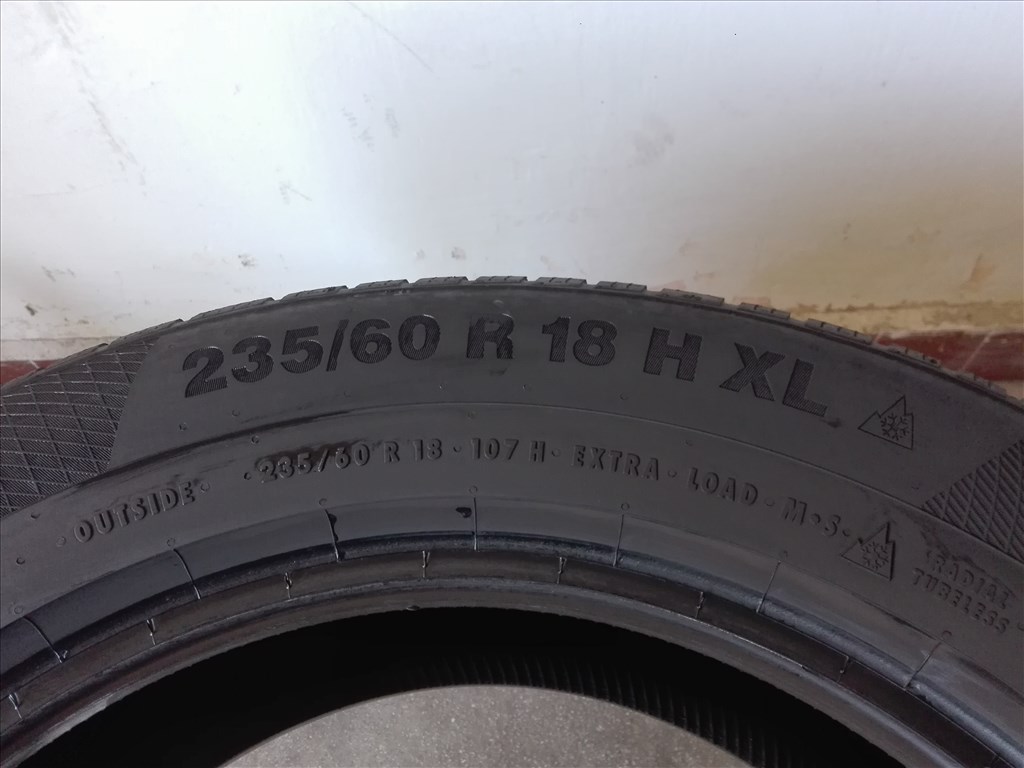 235/60 R 18 H XL
OUTSIDE · 235/60 R 18 · 107 H · EXTRA · LOAD · M+S ·
RADIAL
TUBELESS